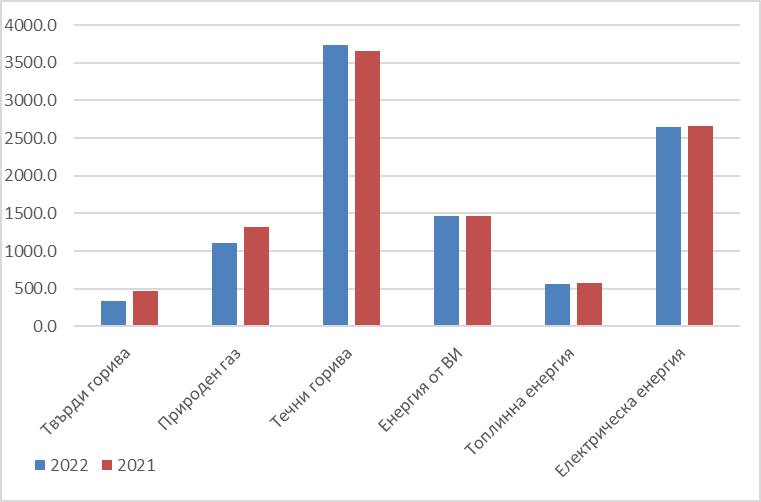 4000.0
3500.0
3000.0
2500.0
2000.0
1500.0
1000.0
500.0
0.0
Твърди горива
Природен газ
Течни горива
Енергия от ВИ
Топлинна енергия
Електрическа енергия
2022 2021